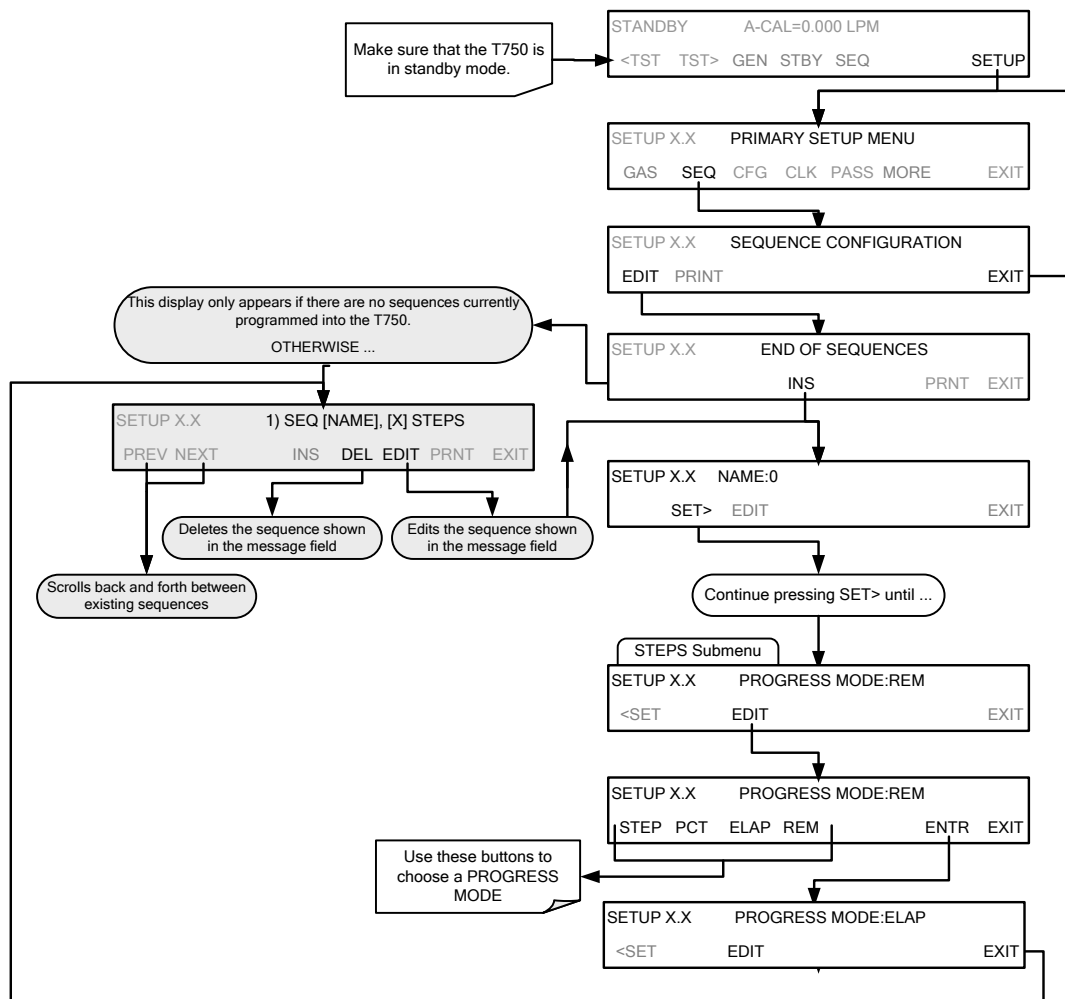 Make sure that the T750 is
in standby mode.
STANDBY A-CAL=0.000 LPM
<TST TST> GEN STBY SEQ SETUP
SETUP X.X PRIMARY SETUP MENU
GAS SEQ CFG CLK PASS MORE EXIT
SETUP X.X SEQUENCE CONFIGURATION
EDIT PRINT EXIT
This display only appears if there are no sequences currently
programmed into the T750.
OTHERWISE ...
SETUP X.X END OF SEQUENCES
INS PRNT EXIT
SETUP X.X 1) SEQ [NAME], [X] STEPS
PREV NEXT INS DEL EDIT PRNT EXIT
Deletes the sequence shown
in the message field
Edits the sequence shown
in the message field
Scrolls back and forth between
existing sequences
SETUP X.X NAME:0
SET> EDIT EXIT
Continue pressing SET> until ...
STEPS Submenu
SETUP X.X PROGRESS MODE:REM
<SET EDIT EXIT
SETUP X.X PROGRESS MODE:REM
STEP PCT ELAP REM ENTR EXIT
Use these buttons to
choose a PROGRESS
MODE
SETUP X.X PROGRESS MODE:ELAP
<SET EDIT EXIT